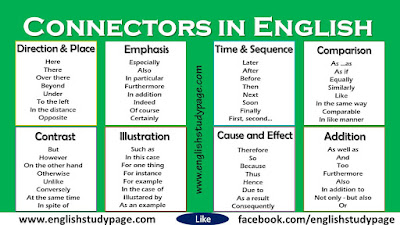 CONNECTORS IN ENGLISH
Direction & Place
Here
There
Over there
Beyond
Under
To the left
In the distance
Opposite
Emphasis
Especially
Also
In particular
Furthermore
In addition
Indeed
Of course
Certainly
www.englishstudypage.com
Time & Sequence
Later
After
Before
Then
Next
Soon
Finally
First, second...
Comparison
As ...as
As if
Equally
Similarly
Like
In the same way
Comparable
In like manner
Contrast
But
However
On the other hand
Otherwise
Unlike
Conversely
At the same time
In spite of
Illustration
Such as
In this case
For one thing
For instance
For example
In the case of
Illustrared by
As an example
Cause and Effect
Therefore
So
Because
Thus
Hence
Due to
As a result
Consequently
Addition
As well as
And
Too
Furthermore
Also
In addition to
Not only - but also
Or
www.englishstudypage.com
Like
facebook.com/englishstudypage